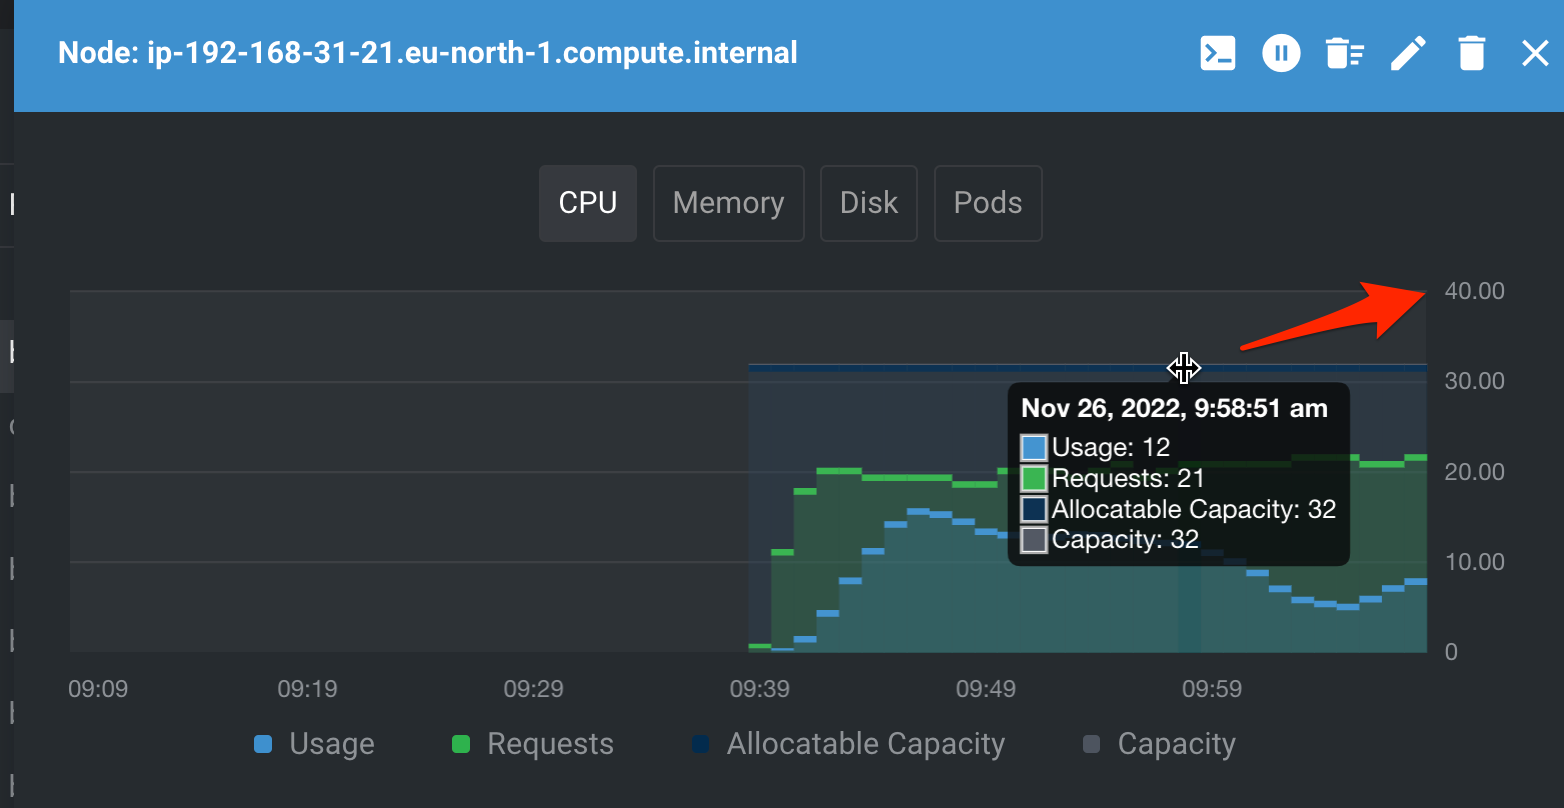 Node: ip-192-168-31-21.eu-north-1.compute.internal
CPU Memory Disk Pods
40.00
30.00
Nov 26, 2022, 9:58:51 am
Usage: 12
20.00
Requests: 21
Allocatable Capacity: 32
Capacity: 32
10.00
0
09:09 09:19 09:29 09:39 09:49 09:59
Usage Requests Allocatable Capacity Capacity